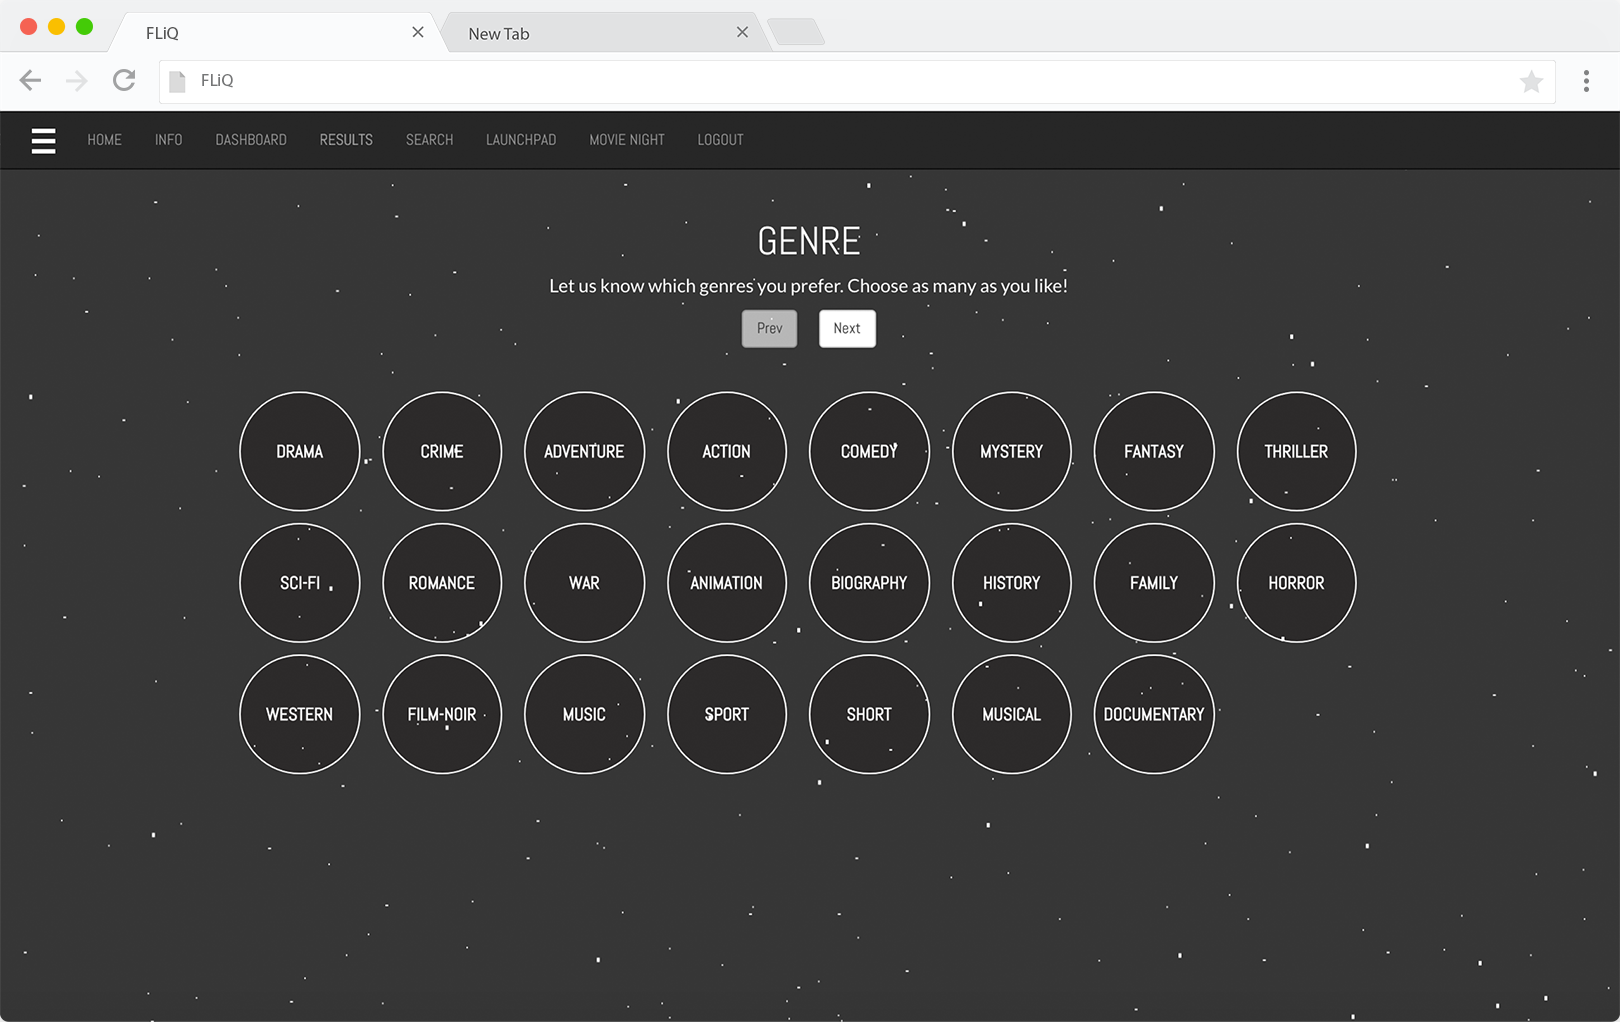 FLiQ
New Tab
FLiQ
HOME INFO DASHBOARD RESULTS SEARCH LAUNCHPAD MOVIE NIGHT LOGOUT
GENRE
Let us know which genres you prefer. Choose as many as you like!
Prev Next
DRAMA CRIME ADVENTURE ACTION COMEDY MYSTERY FANTASY THRILLER
SCI-FI ROMANCE WAR ANIMATION BIOGRAPHY HISTORY FAMILY HORROR
WESTERN FILM-NOIR MUSIC SPORT SHORT MUSICAL DOCUMENTARY